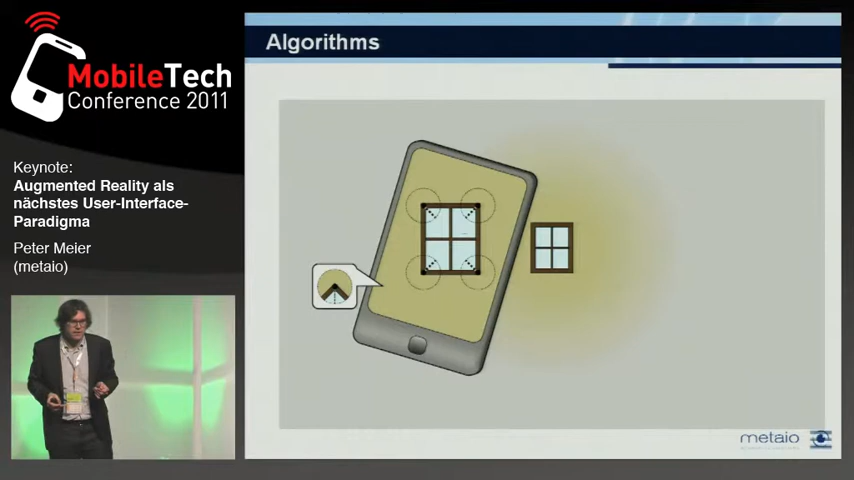 MobileTech
Conference 2011
Keynote:
Augmented Reality als
nächstes User-Interface-
Paradigma
Peter Meier
(metaio)
Algorithms
metaio